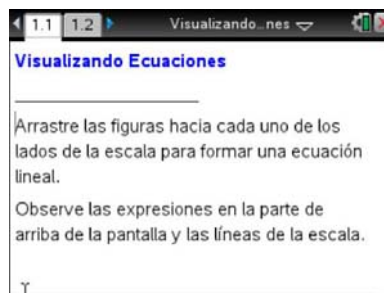 1.1 1.2 Visualizando...nes
Visualizando Ecuaciones
Arrastre las figuras hacia cada uno de los
lados de la escala para formar una ecuación
lineal.
Observe las expresiones en la parte de
arriba de la pantalla y las líneas de la escala.